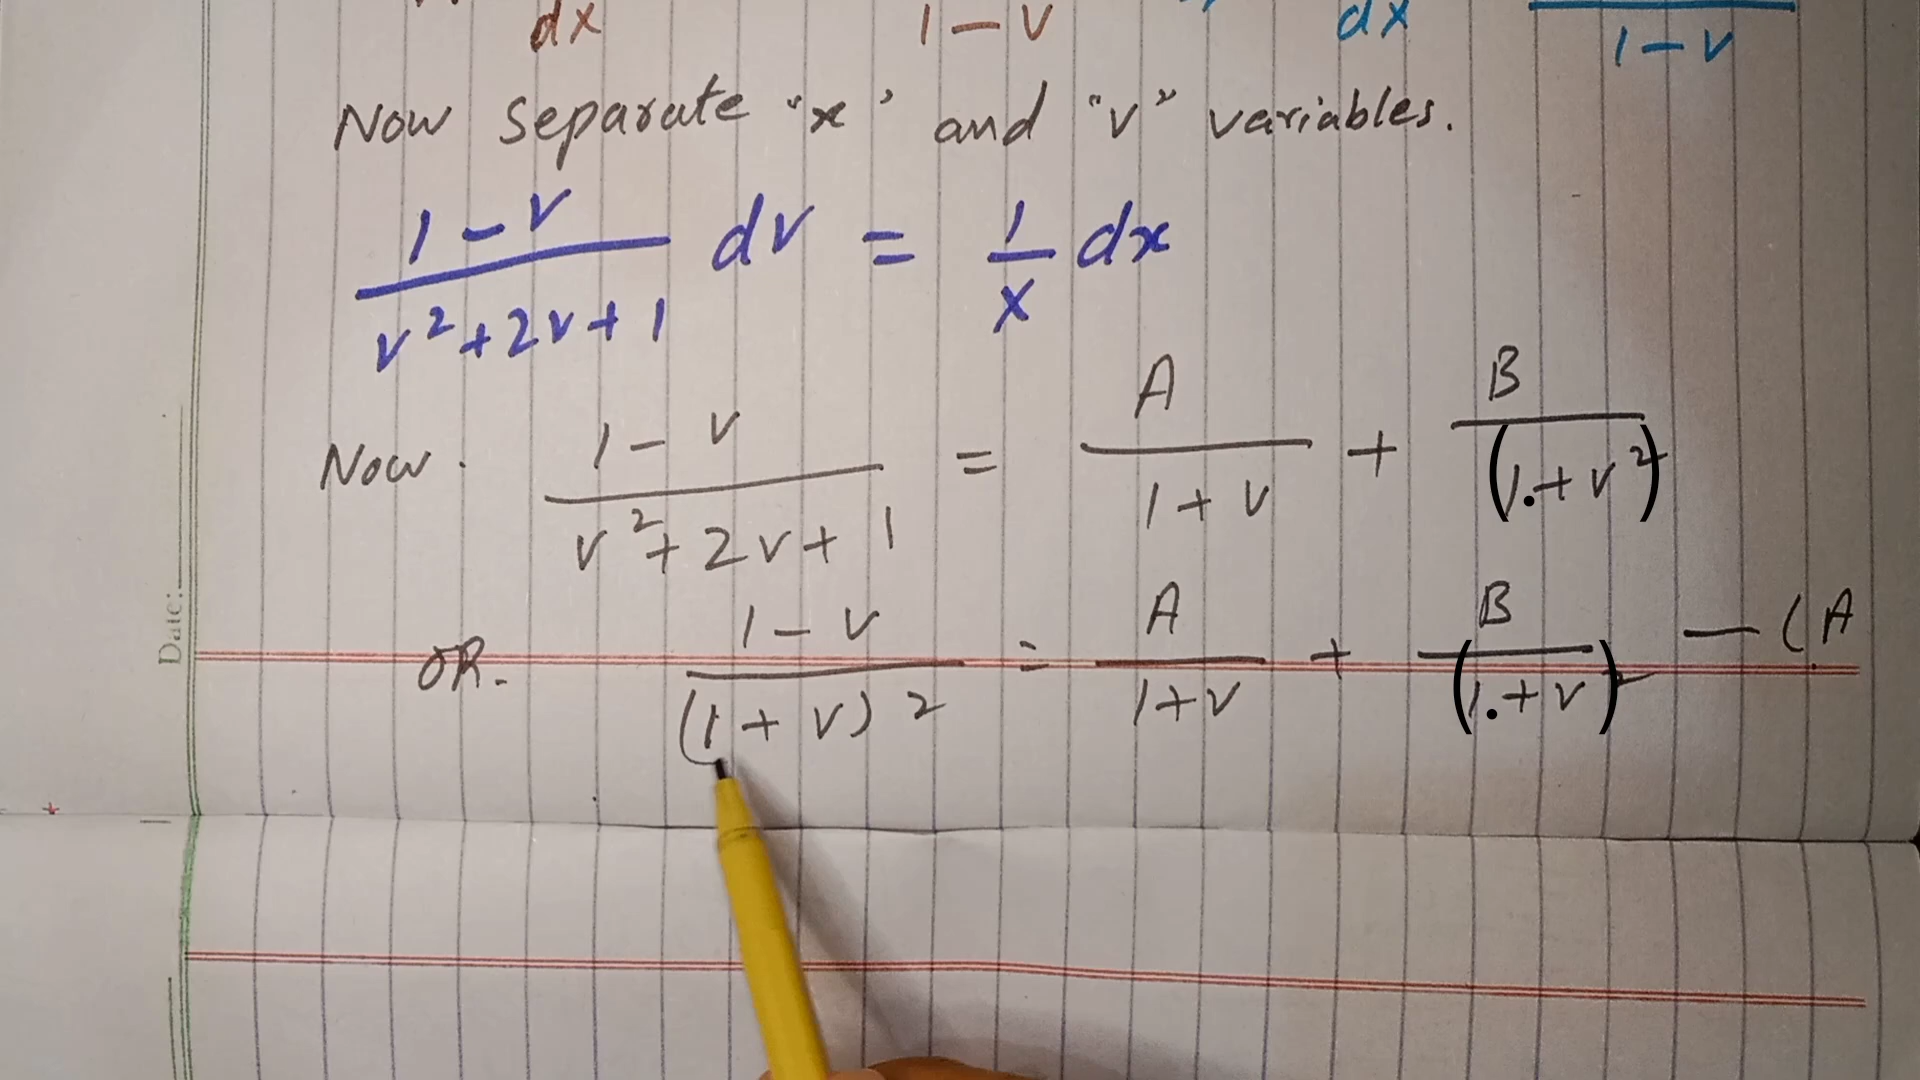 dx 1-v dx 1-v
Now separate "x" and "v" variables.
1-v / v²+2v+1 dv = 1/x dx
Now. 1-v / v²+2v+1 = A / 1+v + B / (1.+v²)
OR. 1-v / (1+v)² = A / 1+v + B / (1.+v)² — (A
Date: